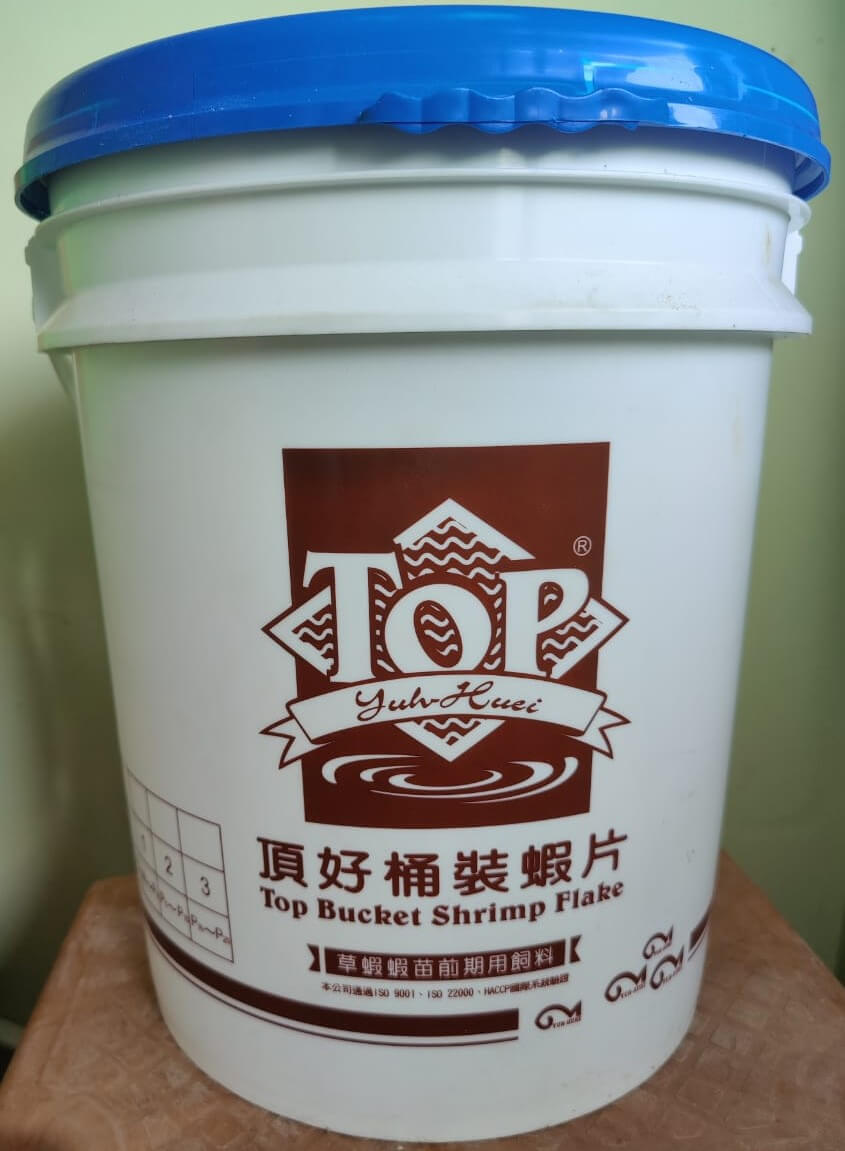 TOP
®
Yuh-Huei
頂好桶裝蝦片
Top Bucket Shrimp Flake
草蝦蝦苗前期用飼料
本公司通過ISO 9001、ISO 22000、HACCP國際系統驗證
1 2 3